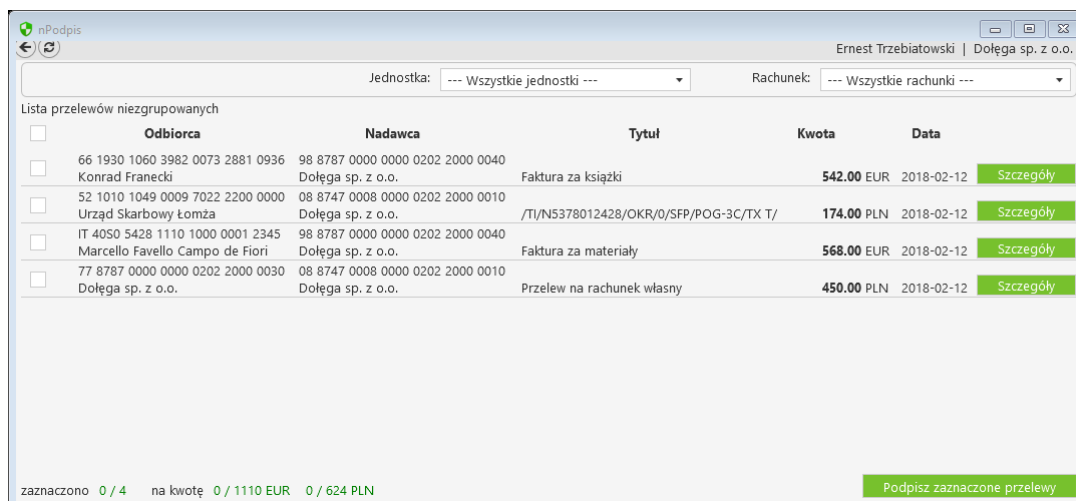 nPodpis
Ernest Trzebiatowski | Dołęga sp. z o.o.
Jednostka: --- Wszystkie jednostki --- Rachunek: --- Wszystkie rachunki ---
Lista przelewów niezgrupowanych
Odbiorca Nadawca Tytuł Kwota Data
66 1930 1060 3982 0073 2881 0936 98 8787 0000 0000 0202 2000 0040
Konrad Franecki Dołęga sp. z o.o. Faktura za książki 542.00 EUR 2018-02-12 Szczegóły
52 1010 1049 0009 7022 2200 0000 08 8747 0008 0000 0202 2000 0010
Urząd Skarbowy Łomża Dołęga sp. z o.o. /TI/N5378012428/OKR/0/SFP/POG-3C/TX T/ 174.00 PLN 2018-02-12 Szczegóły
IT 40S0 5428 1110 1000 0001 2345 98 8787 0000 0000 0202 2000 0040
Marcello Favello Campo de Fiori Dołęga sp. z o.o. Faktura za materiały 568.00 EUR 2018-02-12 Szczegóły
77 8787 0000 0000 0202 2000 0030 08 8747 0008 0000 0202 2000 0010
Dołęga sp. z o.o. Dołęga sp. z o.o. Przelew na rachunek własny 450.00 PLN 2018-02-12 Szczegóły
zaznaczono 0 / 4 na kwotę 0 / 1110 EUR 0 / 624 PLN Podpisz zaznaczone przelewy